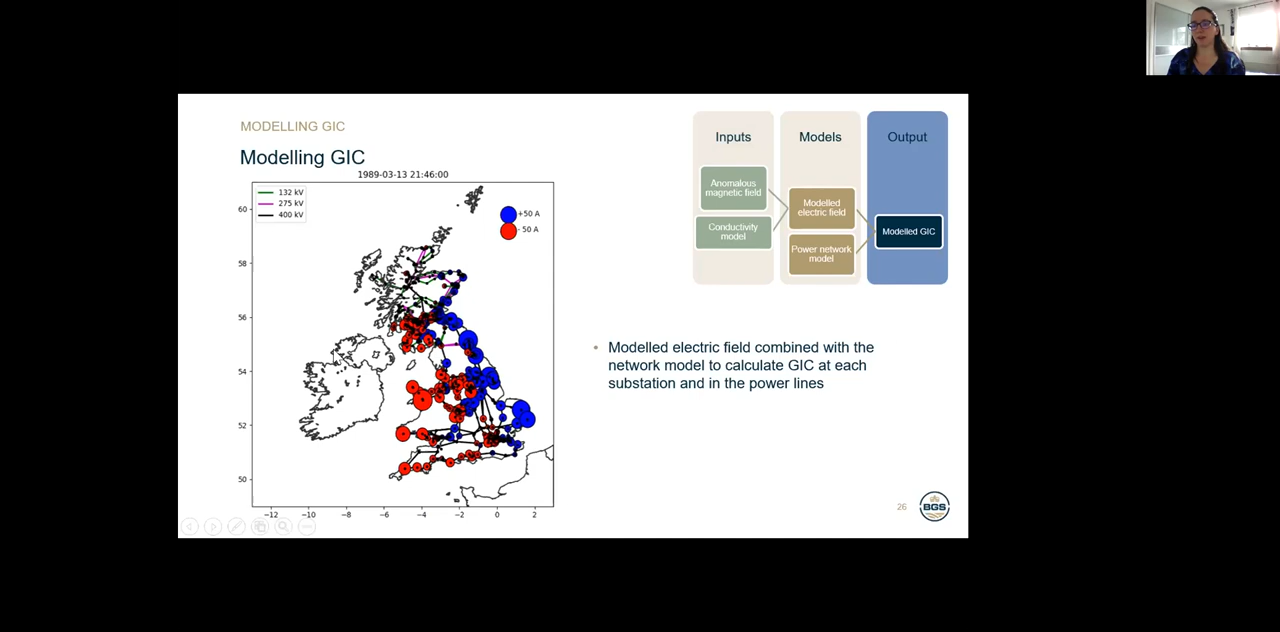 MODELLING GIC
Modelling GIC
1989-03-13 21:46:00
132 kV
275 kV
400 kV
+50 A
- 50 A
60
58
56
54
52
50
−12
−10
−8
−6
−4
−2
0
2
Inputs
Models
Output
Anomalous
magnetic field
Conductivity
model
Modelled
electric field
Power network
model
Modelled GIC
• Modelled electric field combined with the
network model to calculate GIC at each
substation and in the power lines
26
BGS